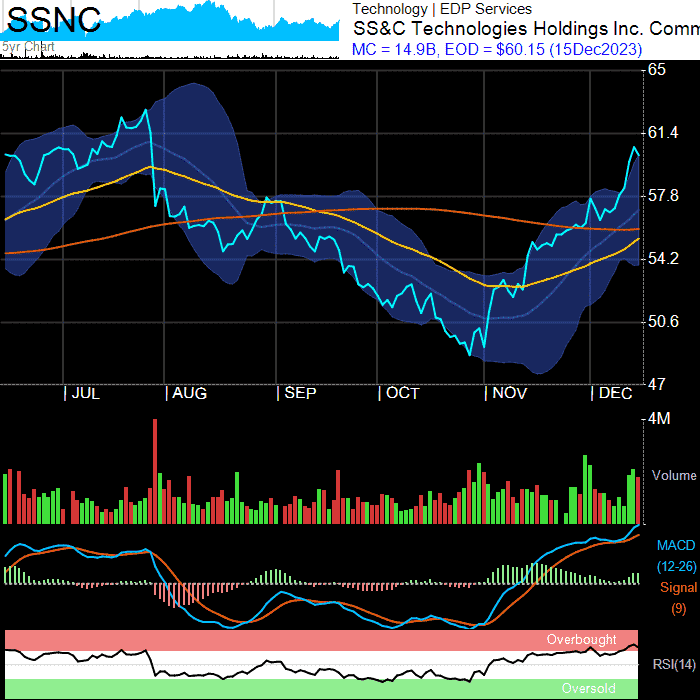 SSNC
5yr Chart
Technology | EDP Services
SS&C Technologies Holdings Inc. Comm
MC = 14.9B, EOD = $60.15 (15Dec2023)
65
61.4
57.8
54.2
50.6
47
| JUL | AUG | SEP | OCT | NOV | DEC
4M
Volume
MACD
(12-26)
Signal
(9)
Overbought
RSI(14)
Oversold